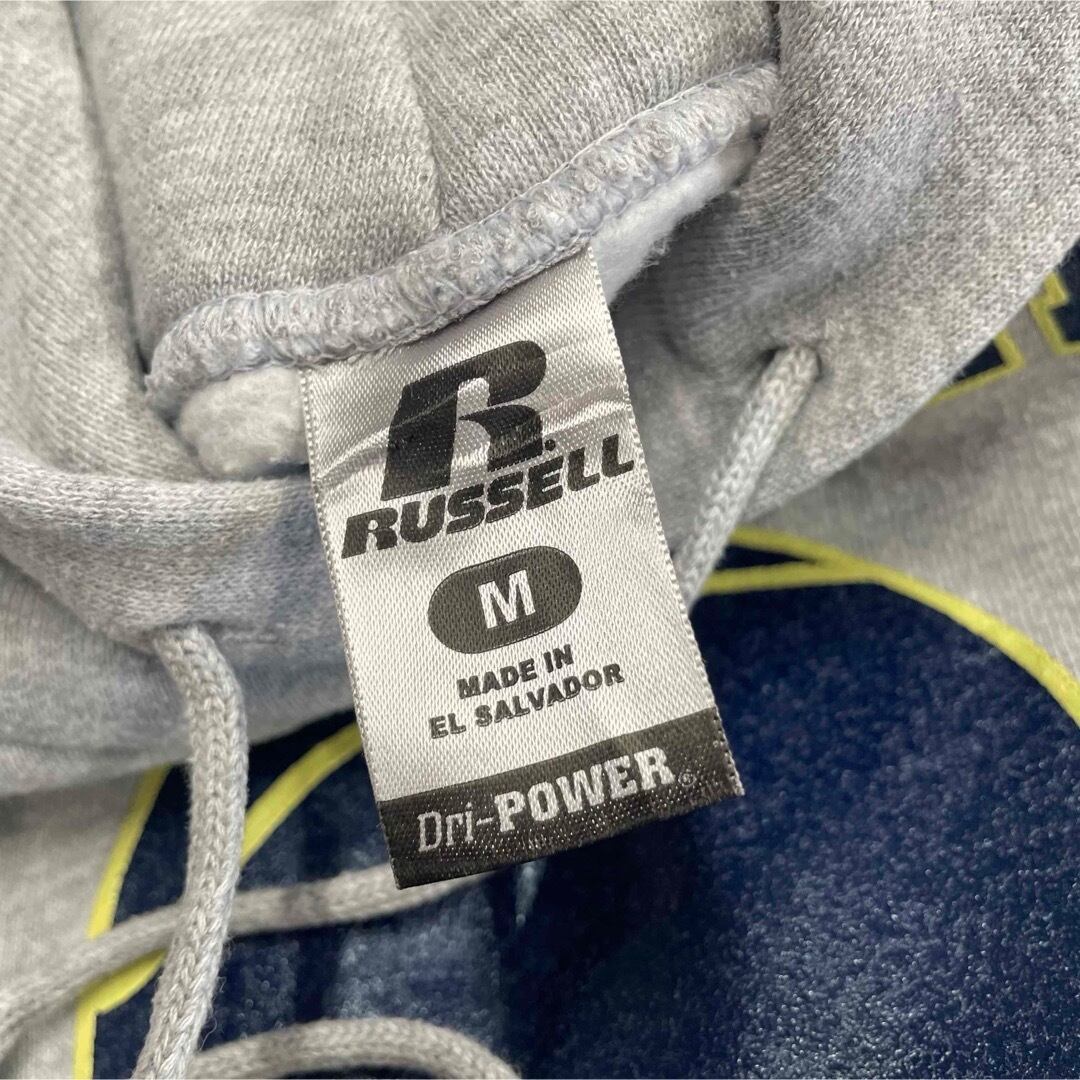 R.
RUSSELL
M
MADE IN
EL SALVADOR
Dri-POWER®